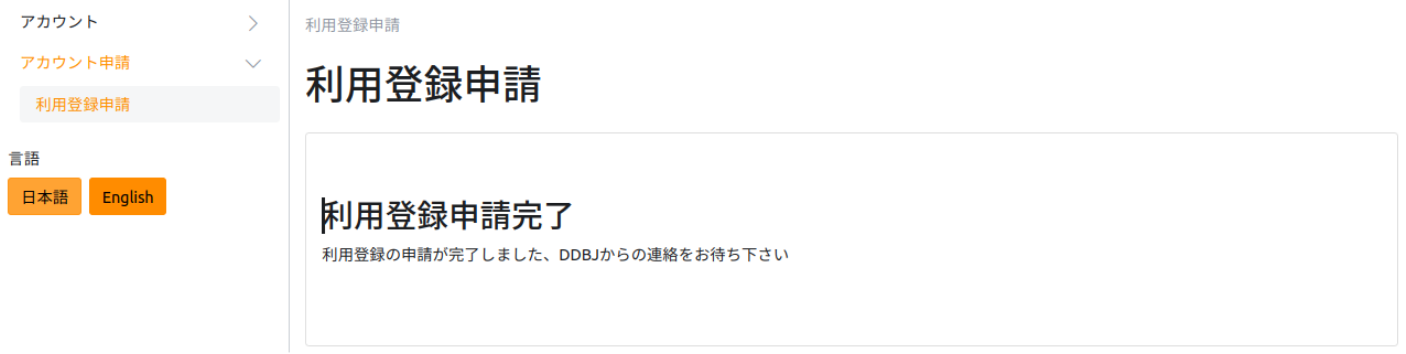 アカウント
アカウント申請
利用登録申請
言語
日本語 English
利用登録申請
利用登録申請
利用登録申請完了
利用登録の申請が完了しました、DDBJからの連絡をお待ち下さい